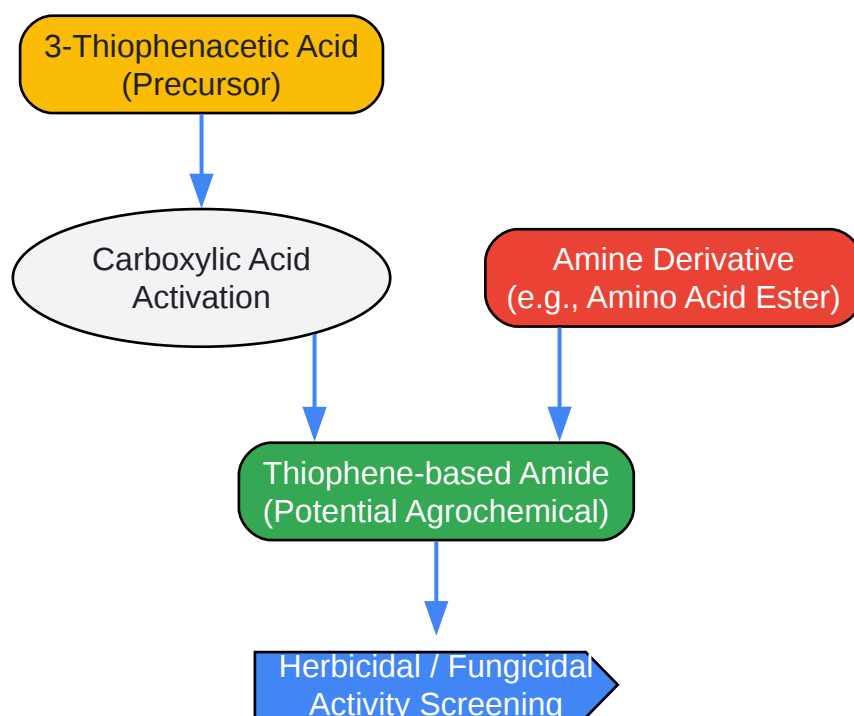 3-Thiophenacetic Acid
(Precursor)
Carboxylic Acid
Activation
Amine Derivative
(e.g., Amino Acid Ester)
Thiophene-based Amide
(Potential Agrochemical)
Herbicidal / Fungicidal
Activity Screening